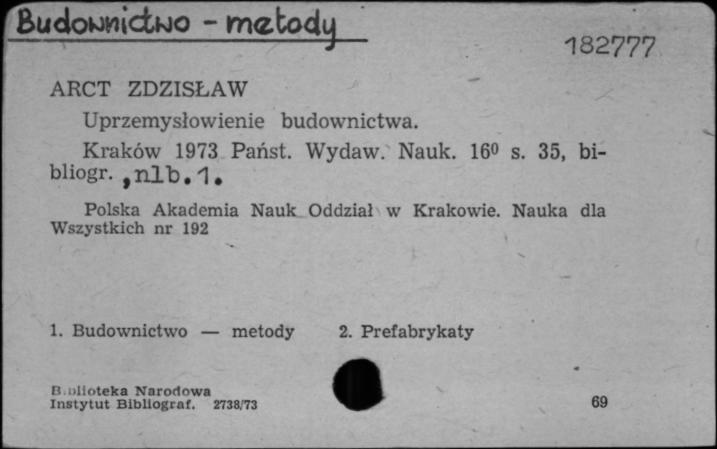 Budownictwo - metody
182777
ARCT ZDZISŁAW
Uprzemysłowienie budownictwa.
Kraków 1973 Państ. Wydaw. Nauk. 16⁰ s. 35, bi-
bliogr. , nlb. 1.
Polska Akademia Nauk Oddział w Krakowie. Nauka dla
Wszystkich nr 192
1. Budownictwo — metody 2. Prefabrykaty
Biblioteka Narodowa
Instytut Bibliograf. 2738/73
69